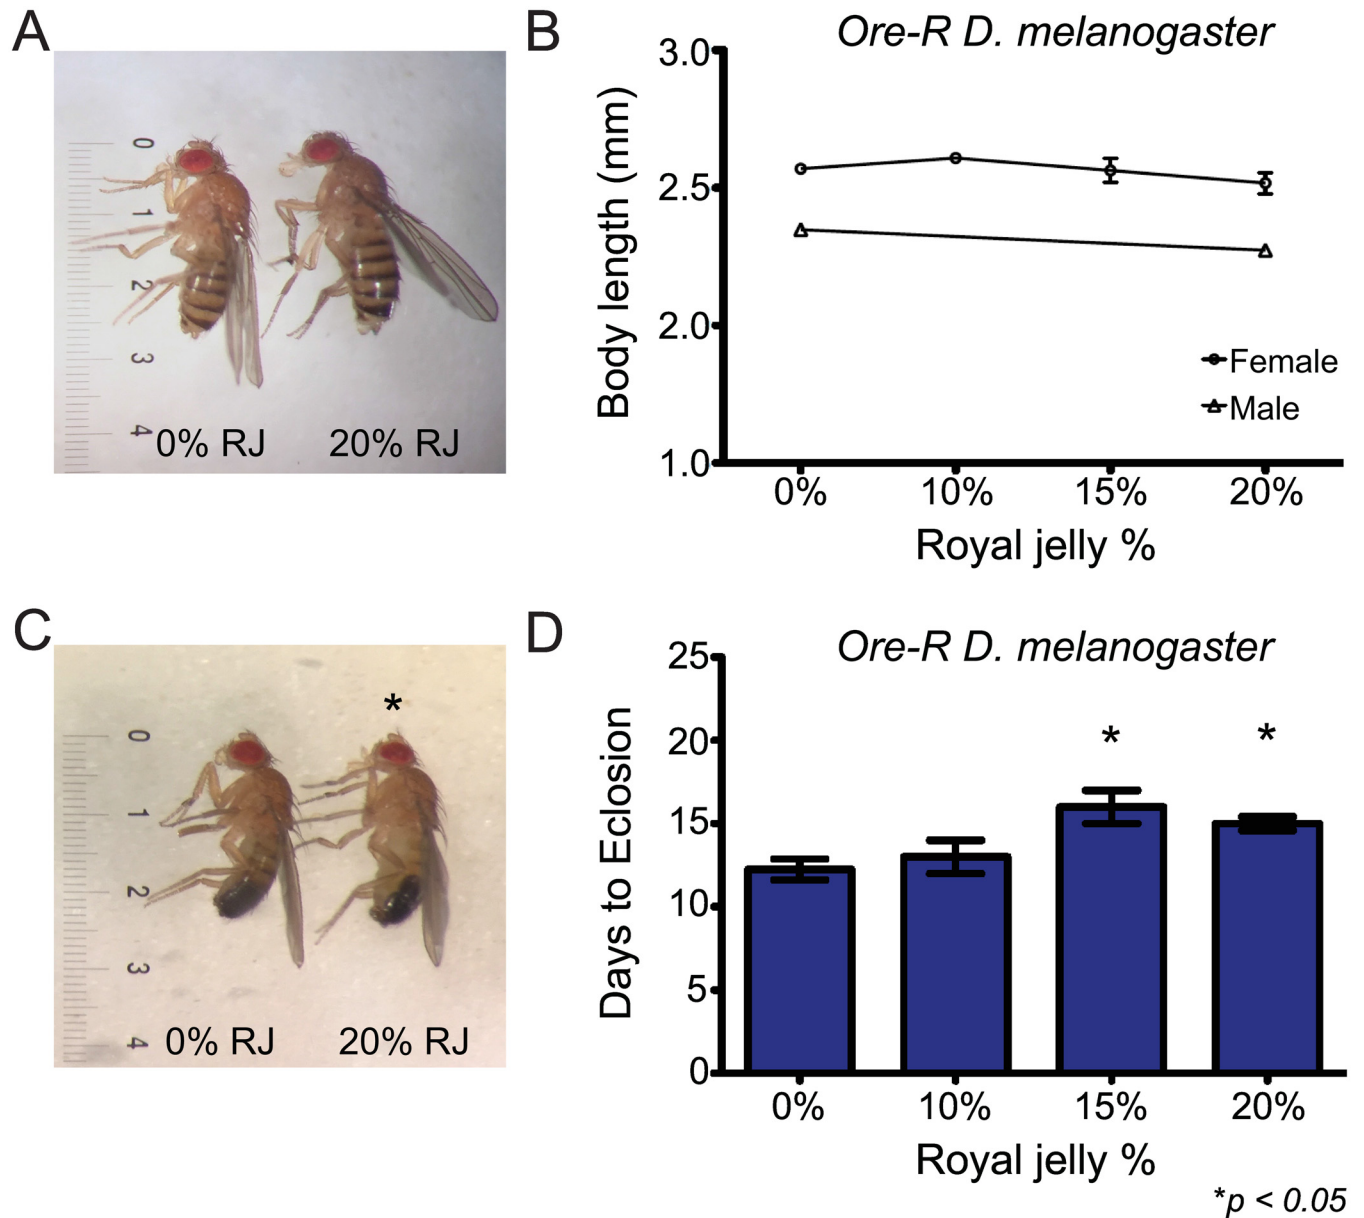 A
0
1
2
3
4
0% RJ
20% RJ
B
Ore-R D. melanogaster
Body length (mm)
3.0
2.5
2.0
1.0
Female
Male
0% 10% 15% 20%
Royal jelly %
C
*
0
1
2
3
4
0% RJ
20% RJ
D
Ore-R D. melanogaster
Days to Eclosion
25
20
15
10
5
0
* *
0% 10% 15% 20%
Royal jelly %
*p < 0.05